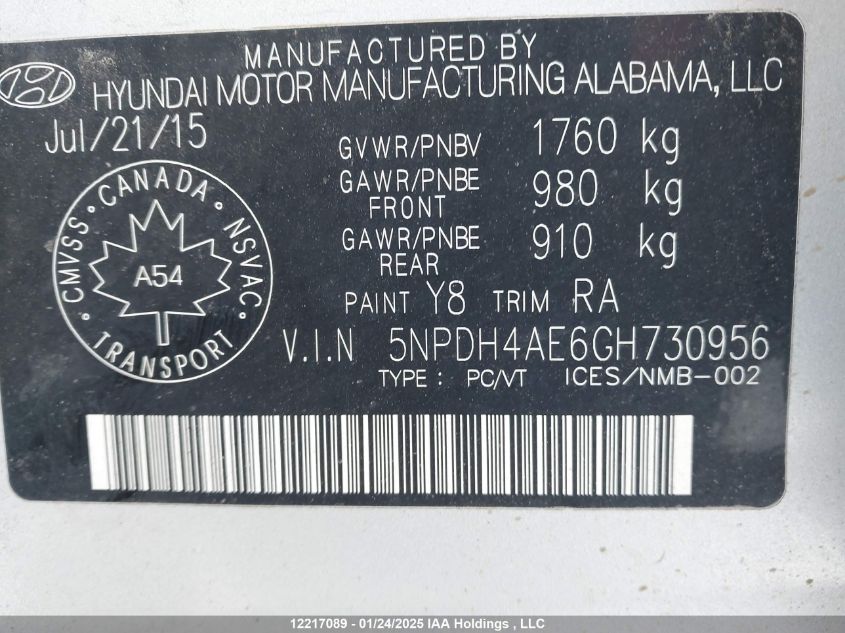 MANUFACTURED BY
HYUNDAI MOTOR MANUFACTURING ALABAMA, LLC
Jul/21/15
GVWR/PNBV 1760 kg
GAWR/PNBE FRONT 980 kg
GAWR/PNBE REAR 910 kg
PAINT Y8 TRIM RA
V.I.N 5NPDH4AE6GH730956
TYPE : PC/VT ICES/NMB-002
CMVSS · CANADA · NSVAC · TRANSPORT ·
A54
12217089 - 01/24/2025 IAA Holdings , LLC